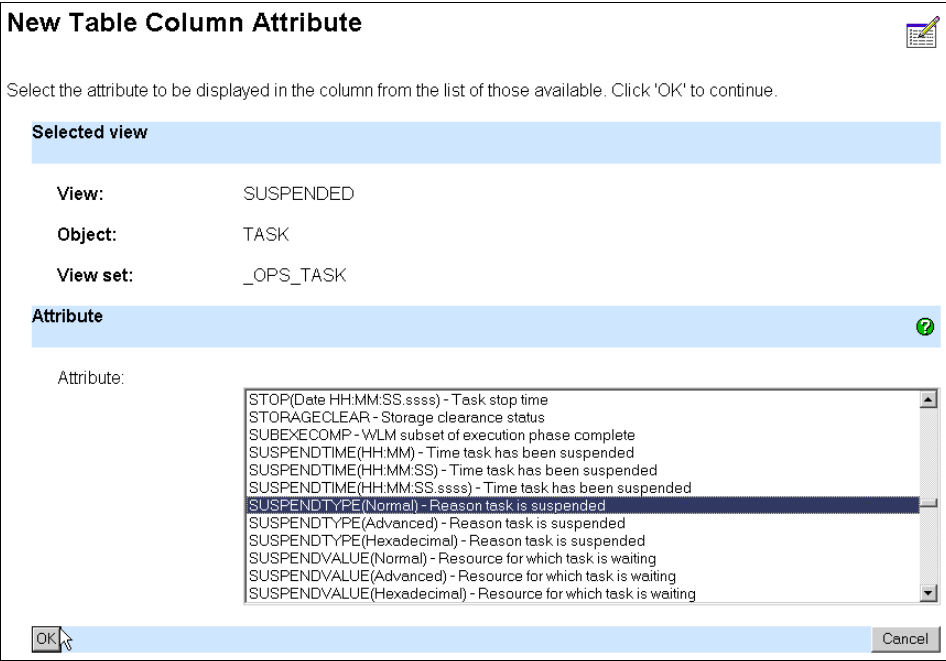 New Table Column Attribute
Select the attribute to be displayed in the column from the list of those available. Click 'OK' to continue.
Selected view
View: SUSPENDED
Object: TASK
View set: _OPS_TASK
Attribute
?
Attribute:
STOP(Date HH:MM:SS.ssss) - Task stop time
STORAGECLEAR - Storage clearance status
SUBEXECOMP - WLM subset of execution phase complete
SUSPENDTIME(HH:MM) - Time task has been suspended
SUSPENDTIME(HH:MM:SS) - Time task has been suspended
SUSPENDTIME(HH:MM:SS.ssss) - Time task has been suspended
SUSPENDTYPE(Normal) - Reason task is suspended
SUSPENDTYPE(Advanced) - Reason task is suspended
SUSPENDTYPE(Hexadecimal) - Reason task is suspended
SUSPENDVALUE(Normal) - Resource for which task is waiting
SUSPENDVALUE(Advanced) - Resource for which task is waiting
SUSPENDVALUE(Hexadecimal) - Resource for which task is waiting
OK Cancel